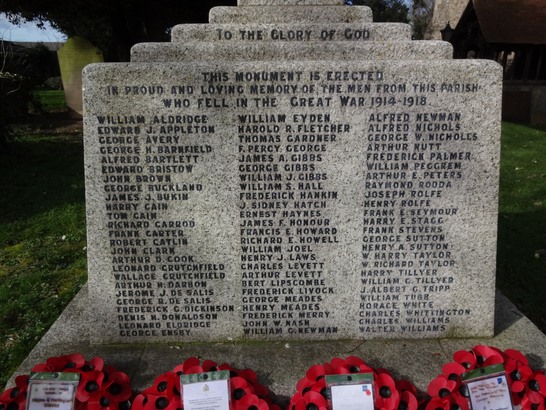 TO THE GLORY OF GOD
THIS MONUMENT IS ERECTED
IN PROUD AND LOVING MEMORY OF THE MEN FROM THIS PARISH
WHO FELL IN THE GREAT WAR 1914-1918.
WILLIAM ALDRIDGE
EDWARD J. APPLETON
GEORGE AVERY
GEORGE H. BARNFIELD
ALFRED BARTLETT
EDWARD BRISTOW
JOHN BROWN
GEORGE BUCKLAND
JAMES J. BUKIN
HARRY CAIN
TOM CAIN
RICHARD CARROD
FRANK CARTER
ROBERT CATLIN
JOHN CLARK
ARTHUR D. COOK
LEONARD CRUTCHFIELD
WALLACE CRUTCHFIELD
ARTHUR H. DARBON
JEROME J. DE SALIS
GEORGE R. DE SALIS
FREDERICK G. DICKINSON
DENIS H. DONALDSON
LEONARD ELDRIDGE
GEORGE ENSBY
WILLIAM EYDEN
HAROLD R. FLETCHER
THOMAS GARDNER
F. PERCY GEORGE
JAMES A. GIBBS
GEORGE GIBBS
WILLIAM J. GIBBS
WILLIAM S. HALL
FREDERICK HANKIN
J. SIDNEY HATCH
ERNEST HAYNES
JAMES F. HONOUR
FRANCIS E. HOWARD
RICHARD E. HOWELL
WILLIAM JOEL
HENRY J. LAWS
CHARLES LEVETT
ARTHUR LEVETT
BERT LIPSCOMBE
FREDERICK LIVOCK
GEORGE MEADES
HENRY MEADES
FREDERICK MERRY
JOHN W. NASH
WILLIAM G. NEWMAN
ALFRED NEWMAN
ALFRED NICHOLS
GEORGE W. NICHOLLS
ARTHUR NUTT
FREDERICK PALMER
WILLIAM PEGGREM
ARTHUR E. PETERS
RAYMOND RODDA
JOSEPH ROLFE
HENRY ROLFE
FRANK E. SEYMOUR
HARRY E. STAGG
FRANK STEVENS
GEORGE SUTTON
HENRY A. SUTTON
W. HARRY TAYLOR
W. RICHARD TAYLOR
HARRY TILLYER
WILLIAM C. TILLYER
J. ALBERT G. TRIPP
WILLIAM TUBB
HORACE WHITE
CHARLES WHITTINGTON
CHARLES. WILLIAMS
WALTER WILLIAMS